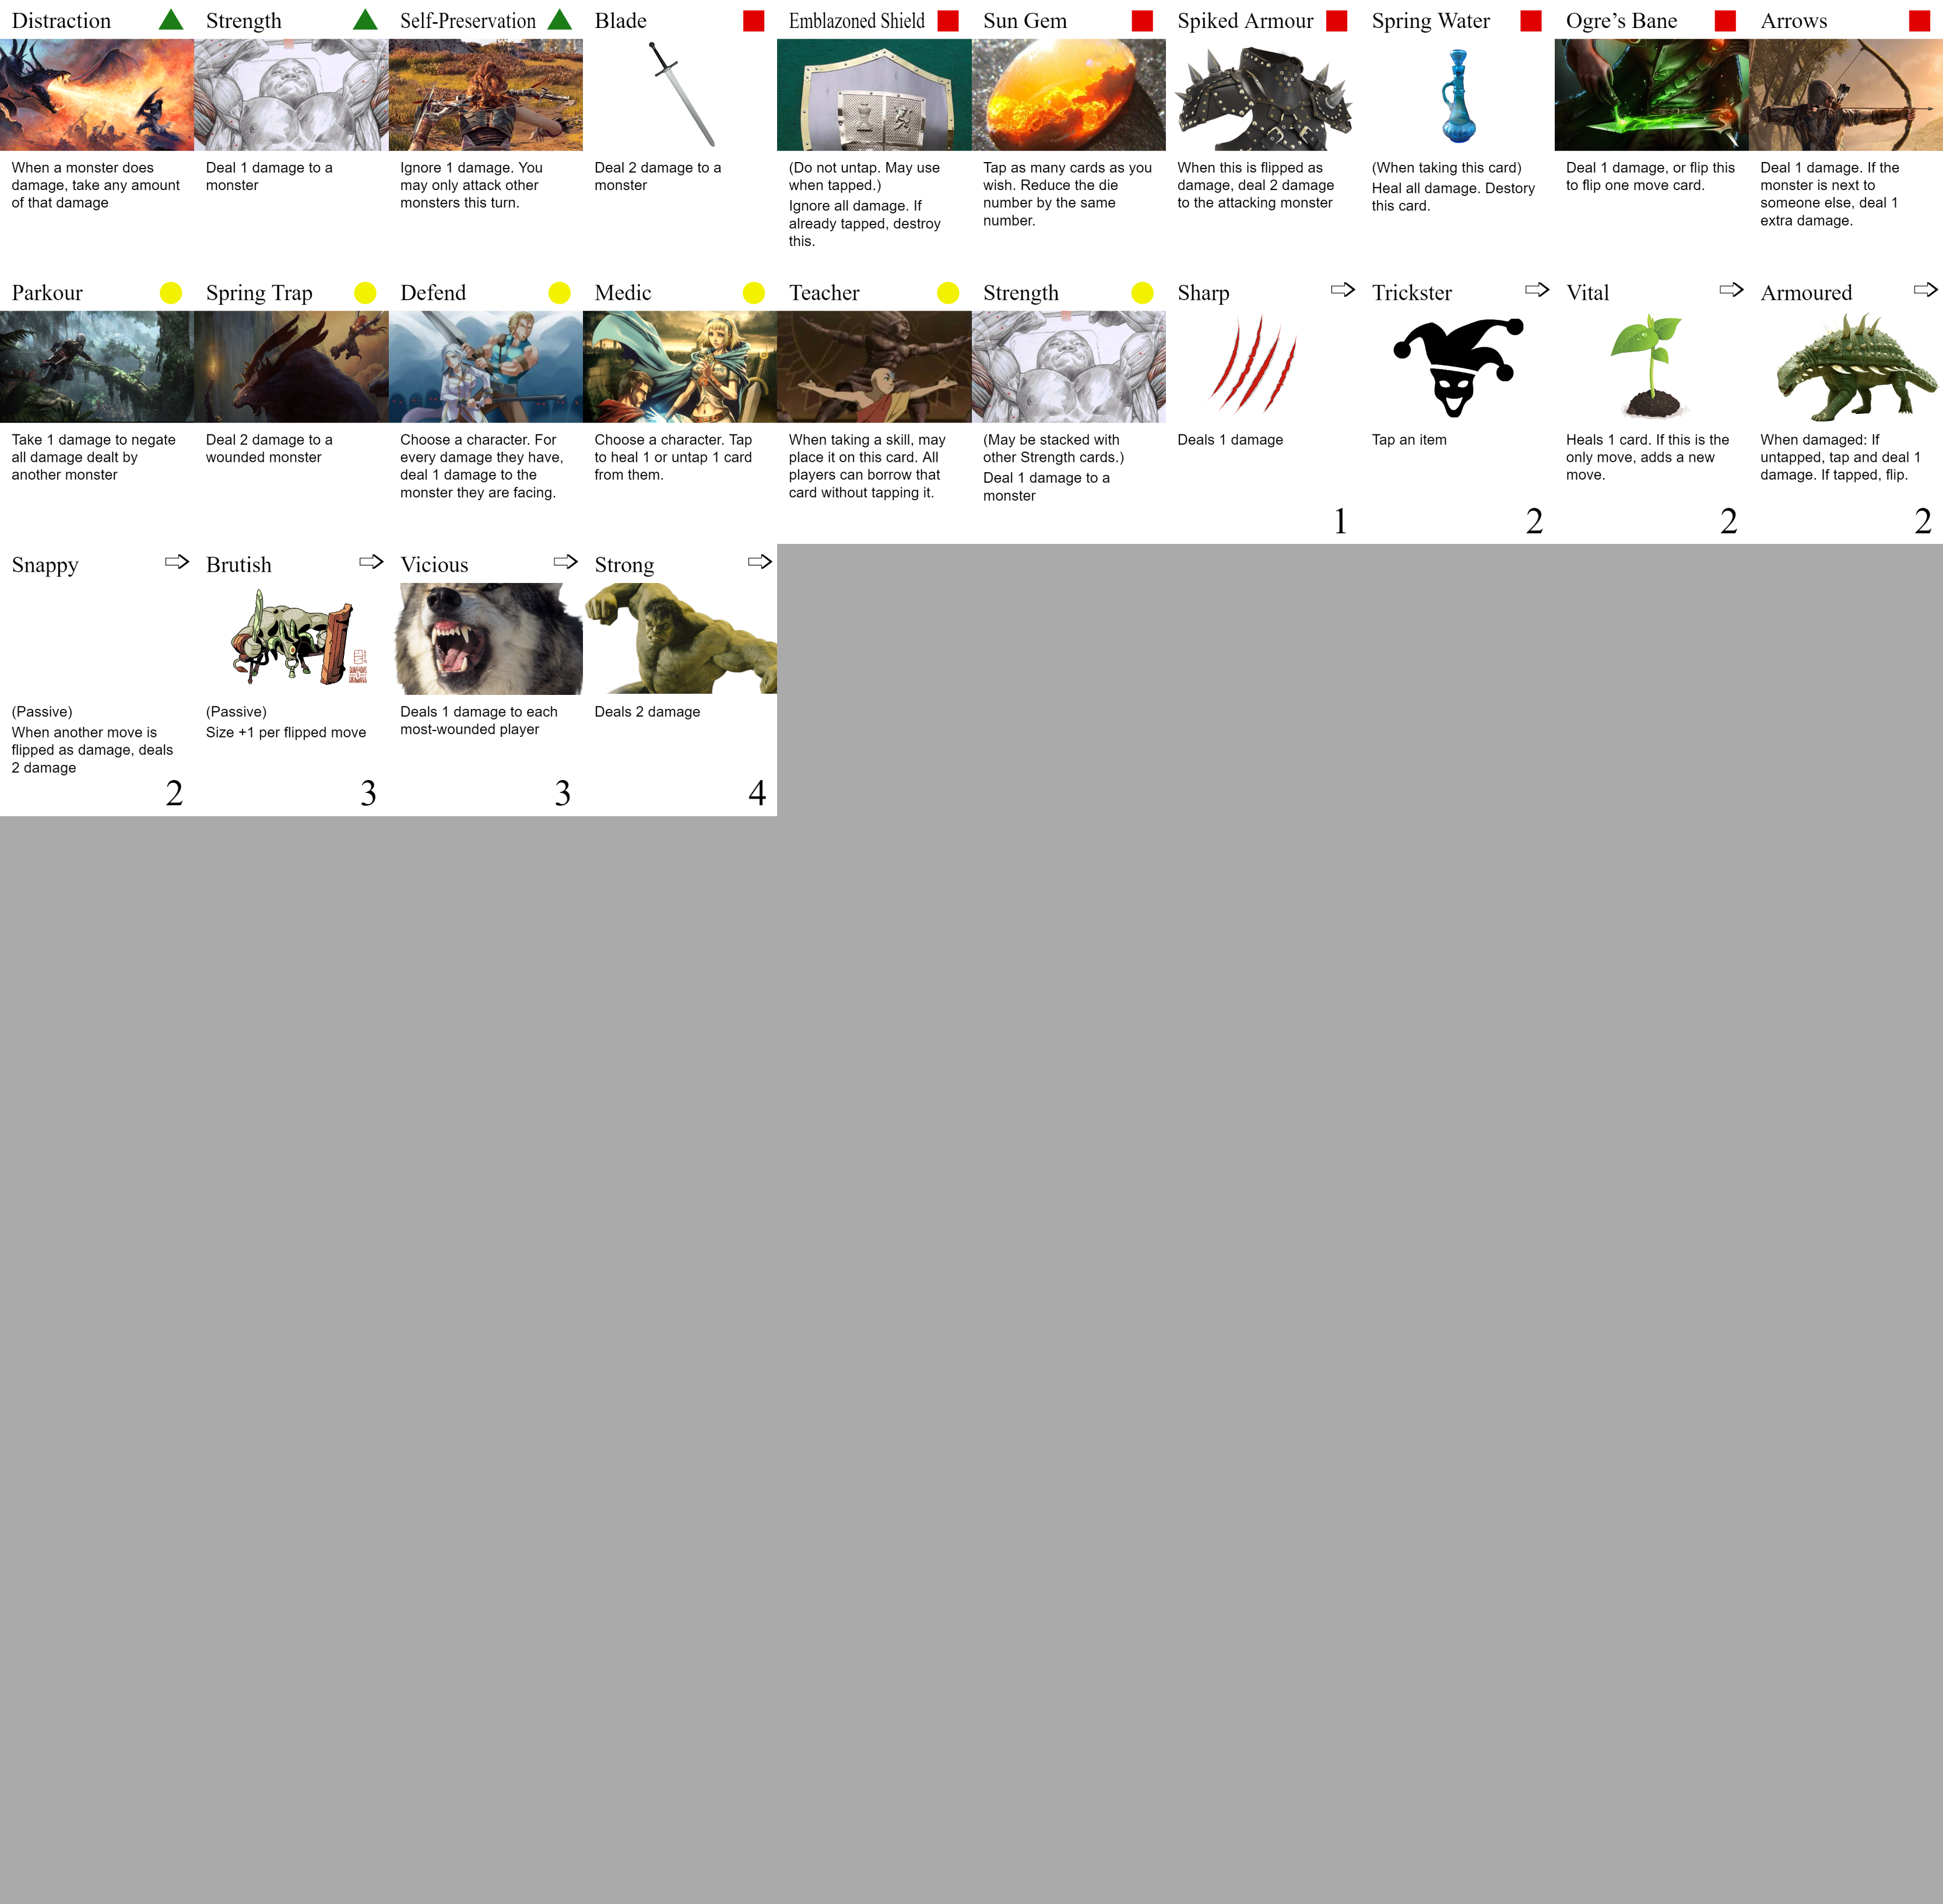 Distraction
When a monster does
damage, take any amount
of that damage
Strength
Deal 1 damage to a
monster
Self-Preservation
Ignore 1 damage. You
may only attack other
monsters this turn.
Blade
Deal 2 damage to a
monster
Emblazoned Shield
(Do not untap. May use
when tapped.)
Ignore all damage. If
already tapped, destroy
this.
Sun Gem
Tap as many cards as you
wish. Reduce the die
number by the same
number.
Spiked Armour
When this is flipped as
damage, deal 2 damage
to the attacking monster
Spring Water
(When taking this card)
Heal all damage. Destory
this card.
Ogre’s Bane
Deal 1 damage, or flip this
to flip one move card.
Arrows
Deal 1 damage. If the
monster is next to
someone else, deal 1
extra damage.
Parkour
Take 1 damage to negate
all damage dealt by
another monster
Spring Trap
Deal 2 damage to a
wounded monster
Defend
Choose a character. For
every damage they have,
deal 1 damage to the
monster they are facing.
Medic
Choose a character. Tap
to heal 1 or untap 1 card
from them.
Teacher
When taking a skill, may
place it on this card. All
players can borrow that
card without tapping it.
Strength
(May be stacked with
other Strength cards.)
Deal 1 damage to a
monster
Sharp
Deals 1 damage
1
Trickster
Tap an item
2
Vital
Heals 1 card. If this is the
only move, adds a new
move.
2
Armoured
When damaged: If
untapped, tap and deal 1
damage. If tapped, flip.
2
Snappy
(Passive)
When another move is
flipped as damage, deals
2 damage
2
Brutish
(Passive)
Size +1 per flipped move
3
Vicious
Deals 1 damage to each
most-wounded player
3
Strong
Deals 2 damage
4